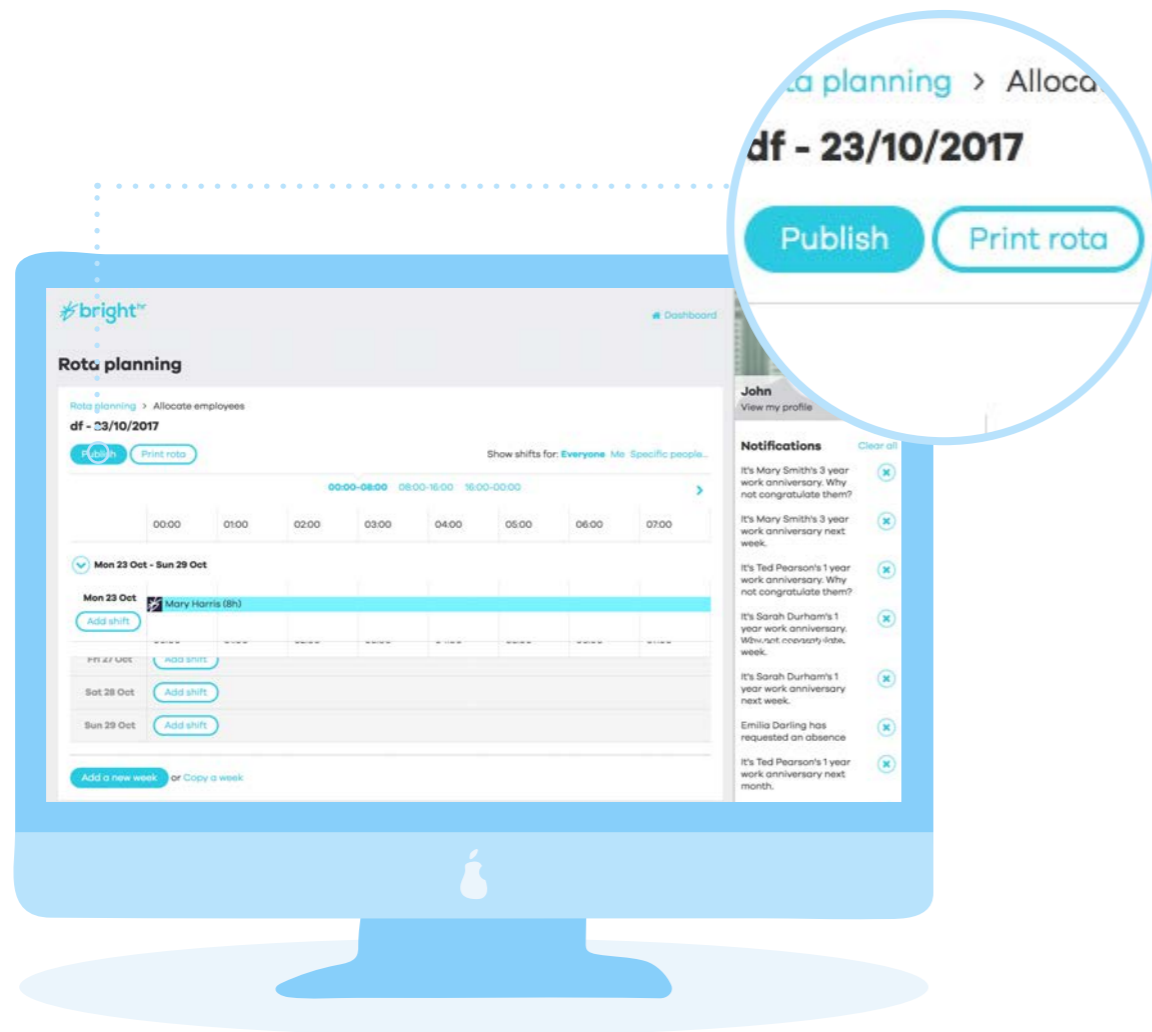 ta planning > Alloca
df - 23/10/2017
Publish Print rota
bright hr
Dashboard
Rota planning
Rota planning > Allocate employees
df - 23/10/2017
Publish Print rota
Show shifts for: Everyone Me Specific people...
00:00-08:00 08:00-16:00 16:00-00:00
00:00 01:00 02:00 03:00 04:00 05:00 06:00 07:00
Mon 23 Oct - Sun 29 Oct
Mon 23 Oct
Mary Harris (8h)
Add shift
Fri 27 Oct Add shift
Sat 28 Oct Add shift
Sun 29 Oct Add shift
Add a new week or Copy a week
John
View my profile
Notifications Clear all
It's Mary Smith's 3 year
work anniversary. Why
not congratulate them?
It's Mary Smith's 3 year
work anniversary next
week.
It's Ted Pearson's 1 year
work anniversary. Why
not congratulate them?
It's Sarah Durham's 1
year work anniversary.
Why not congratulate
week.
It's Sarah Durham's 1
year work anniversary
next week.
Emilia Darling has
requested an absence
It's Ted Pearson's 1 year
work anniversary next
month.